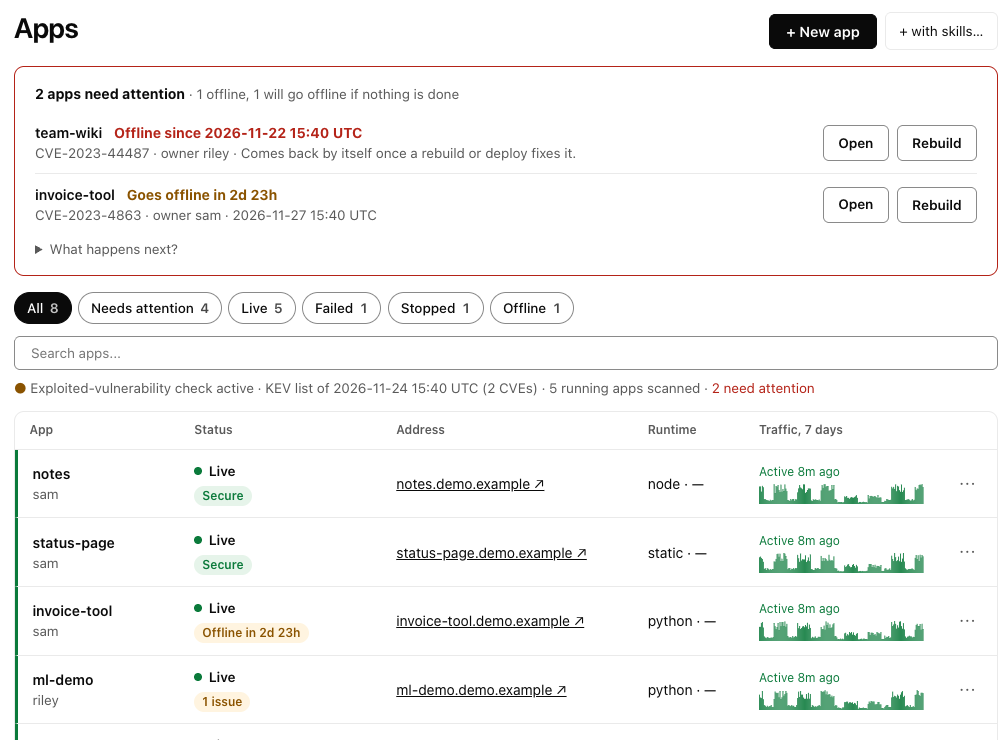 Apps
+ New app
+ with skills...
2 apps need attention · 1 offline, 1 will go offline if nothing is done
team-wiki Offline since 2026-11-22 15:40 UTC
CVE-2023-44487 · owner riley · Comes back by itself once a rebuild or deploy fixes it.
Open
Rebuild
invoice-tool Goes offline in 2d 23h
CVE-2023-4863 · owner sam · 2026-11-27 15:40 UTC
Open
Rebuild
▶ What happens next?
All 8
Needs attention 4
Live 5
Failed 1
Stopped 1
Offline 1
Search apps...
Exploited-vulnerability check active · KEV list of 2026-11-24 15:40 UTC (2 CVEs) · 5 running apps scanned · 2 need attention
App Status Address Runtime Traffic, 7 days
notes
sam
Live
Secure
notes.demo.example ↗
node · —
Active 8m ago
···
status-page
sam
Live
Secure
status-page.demo.example ↗
static · —
Active 8m ago
···
invoice-tool
sam
Live
Offline in 2d 23h
invoice-tool.demo.example ↗
python · —
Active 8m ago
···
ml-demo
riley
Live
1 issue
ml-demo.demo.example ↗
python · —
Active 8m ago
···